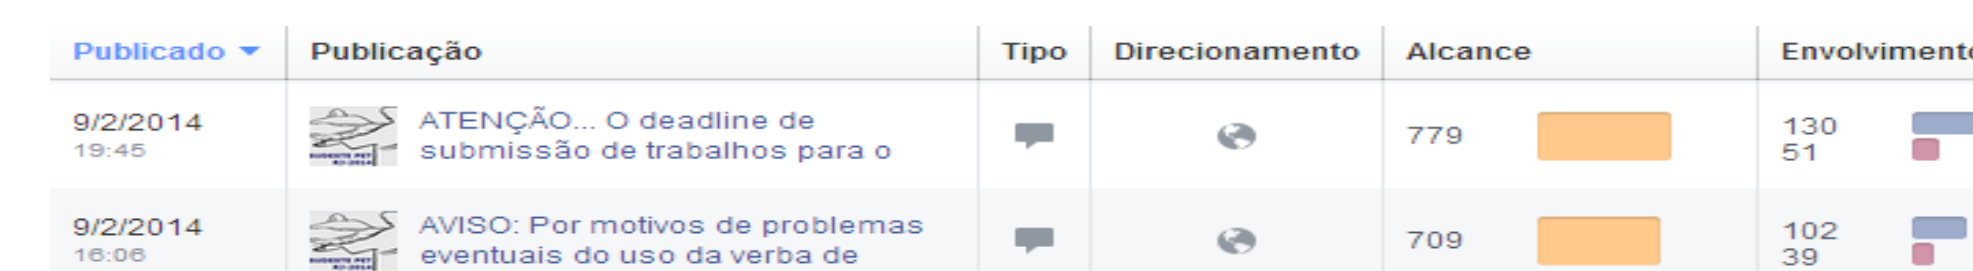 Publicado Publicação Tipo Direcionamento Alcance Envolvimento
9/2/2014 ATENÇÃO... O deadline de
19:45 submissão de trabalhos para o
779 130
51
9/2/2014 AVISO: Por motivos de problemas
16:06 eventuais do uso da verba de
709 102
39